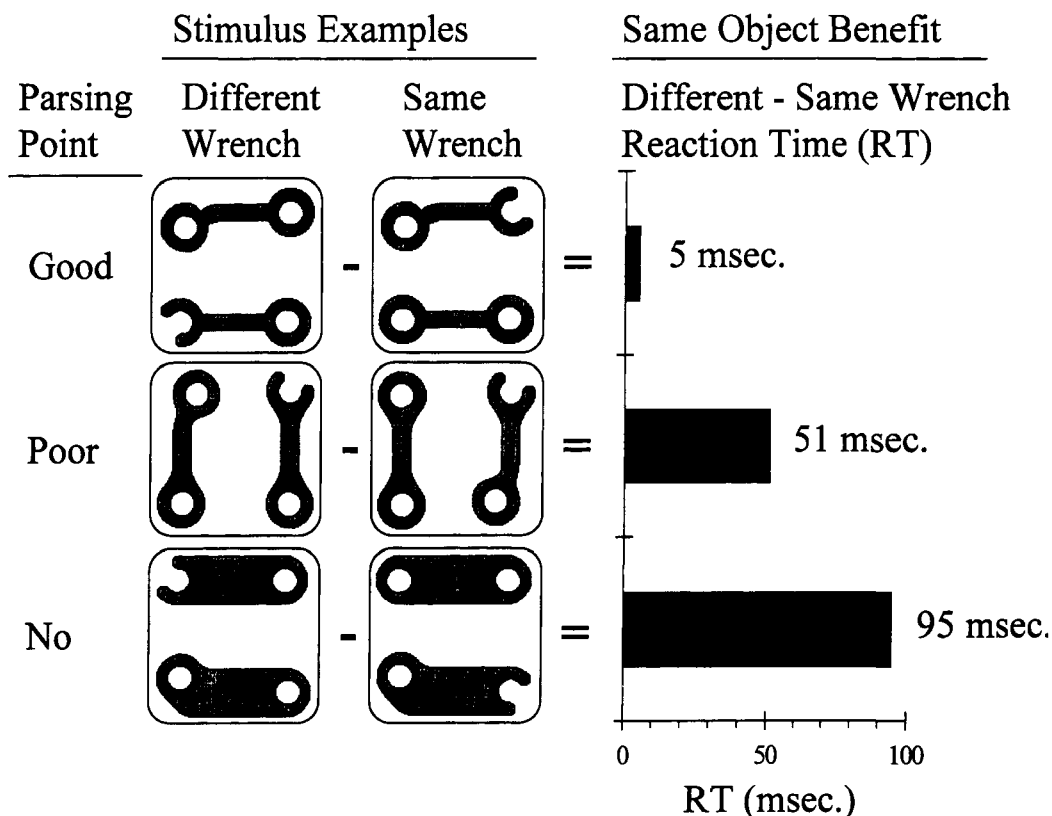 Stimulus Examples
Same Object Benefit
Parsing Point
Different Wrench
Same Wrench
Different - Same Wrench
Reaction Time (RT)
Good
-
=
5 msec.
Poor
-
=
51 msec.
No
-
=
95 msec.
0 50 100
RT (msec.)